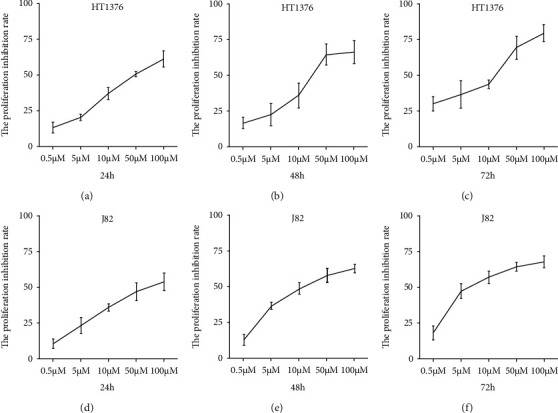 HT1376 HT1376 HT1376
The proliferation inhibition rate The proliferation inhibition rate The proliferation inhibition rate
100 100 100
75 75 75
50 50 50
25 25 25
0 0 0
0.5μM 5μM 10μM 50μM 100μM 0.5μM 5μM 10μM 50μM 100μM 0.5μM 5μM 10μM 50μM 100μM
24h 48h 72h
(a) (b) (c)
J82 J82 J82
The proliferation inhibition rate The proliferation inhibition rate The proliferation inhibition rate
100 100 100
75 75 75
50 50 50
25 25 25
0 0 0
0.5μM 5μM 10μM 50μM 100μM 0.5μM 5μM 10μM 50μM 100μM 0.5μM 5μM 10μM 50μM 100μM
24h 48h 72h
(d) (e) (f)